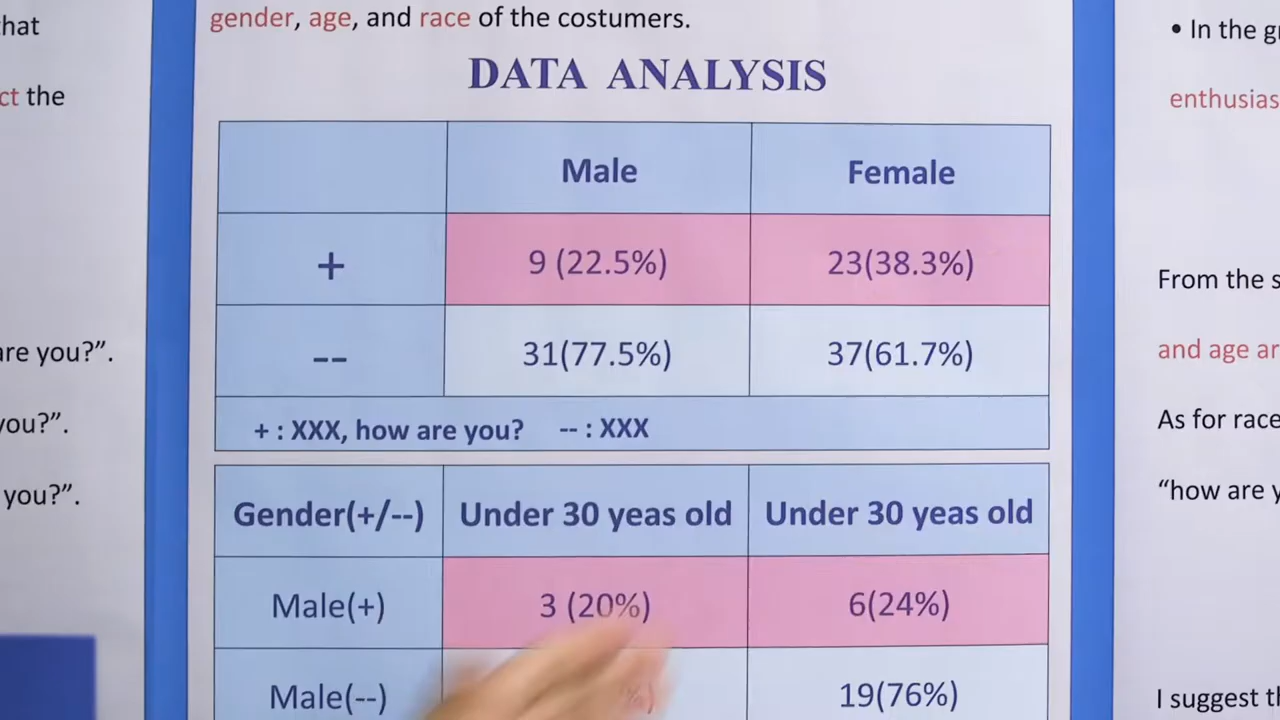 hat
ct the
are you?”.
you?”.
you?”.
gender, age, and race of the costumers.
DATA ANALYSIS
Male Female
+ 9 (22.5%) 23(38.3%)
-- 31(77.5%) 37(61.7%)
+ : XXX, how are you? -- : XXX
Gender(+/--) Under 30 yeas old Under 30 yeas old
Male(+) 3 (20%) 6(24%)
Male(--) 19(76%)
• In the
enthusias
From the
and age
As for race
“how are
I suggest